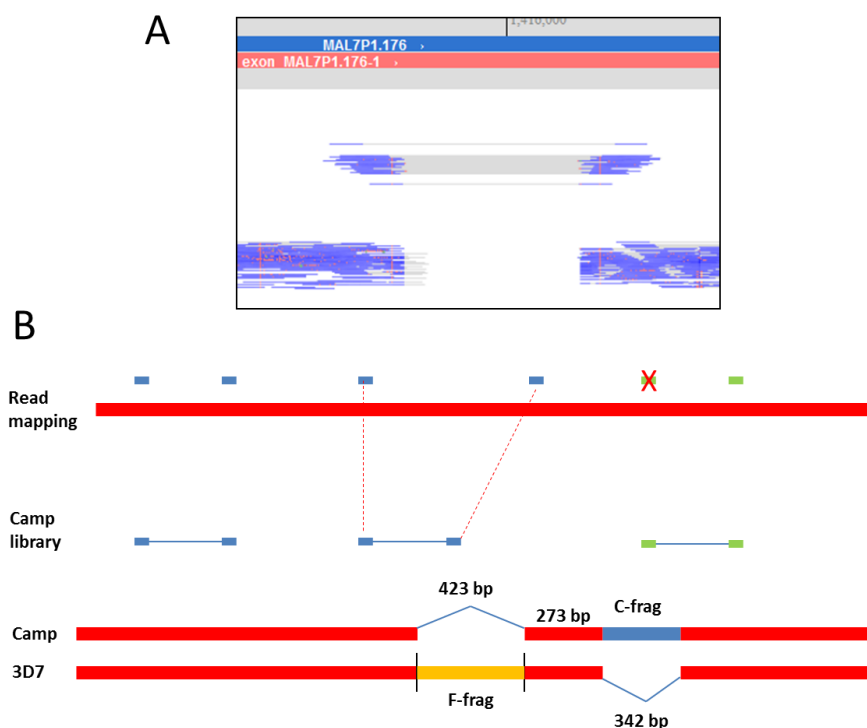 A
1,416,000
MAL7P1.176 ›
exon MAL7P1.176-1 ›
B
X
Read
mapping
Camp
library
423 bp
273 bp
C-frag
Camp
3D7
F-frag
342 bp